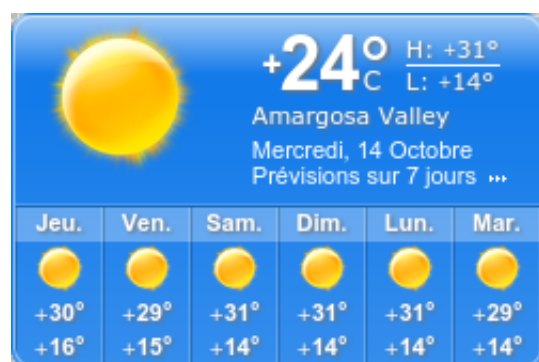 +24°C H: +31°
L: +14°
Amargosa Valley
Mercredi, 14 Octobre
Prévisions sur 7 jours
Jeu. Ven. Sam. Dim. Lun. Mar.
+30° +29° +31° +31° +31° +29°
+16° +15° +14° +14° +14° +14°